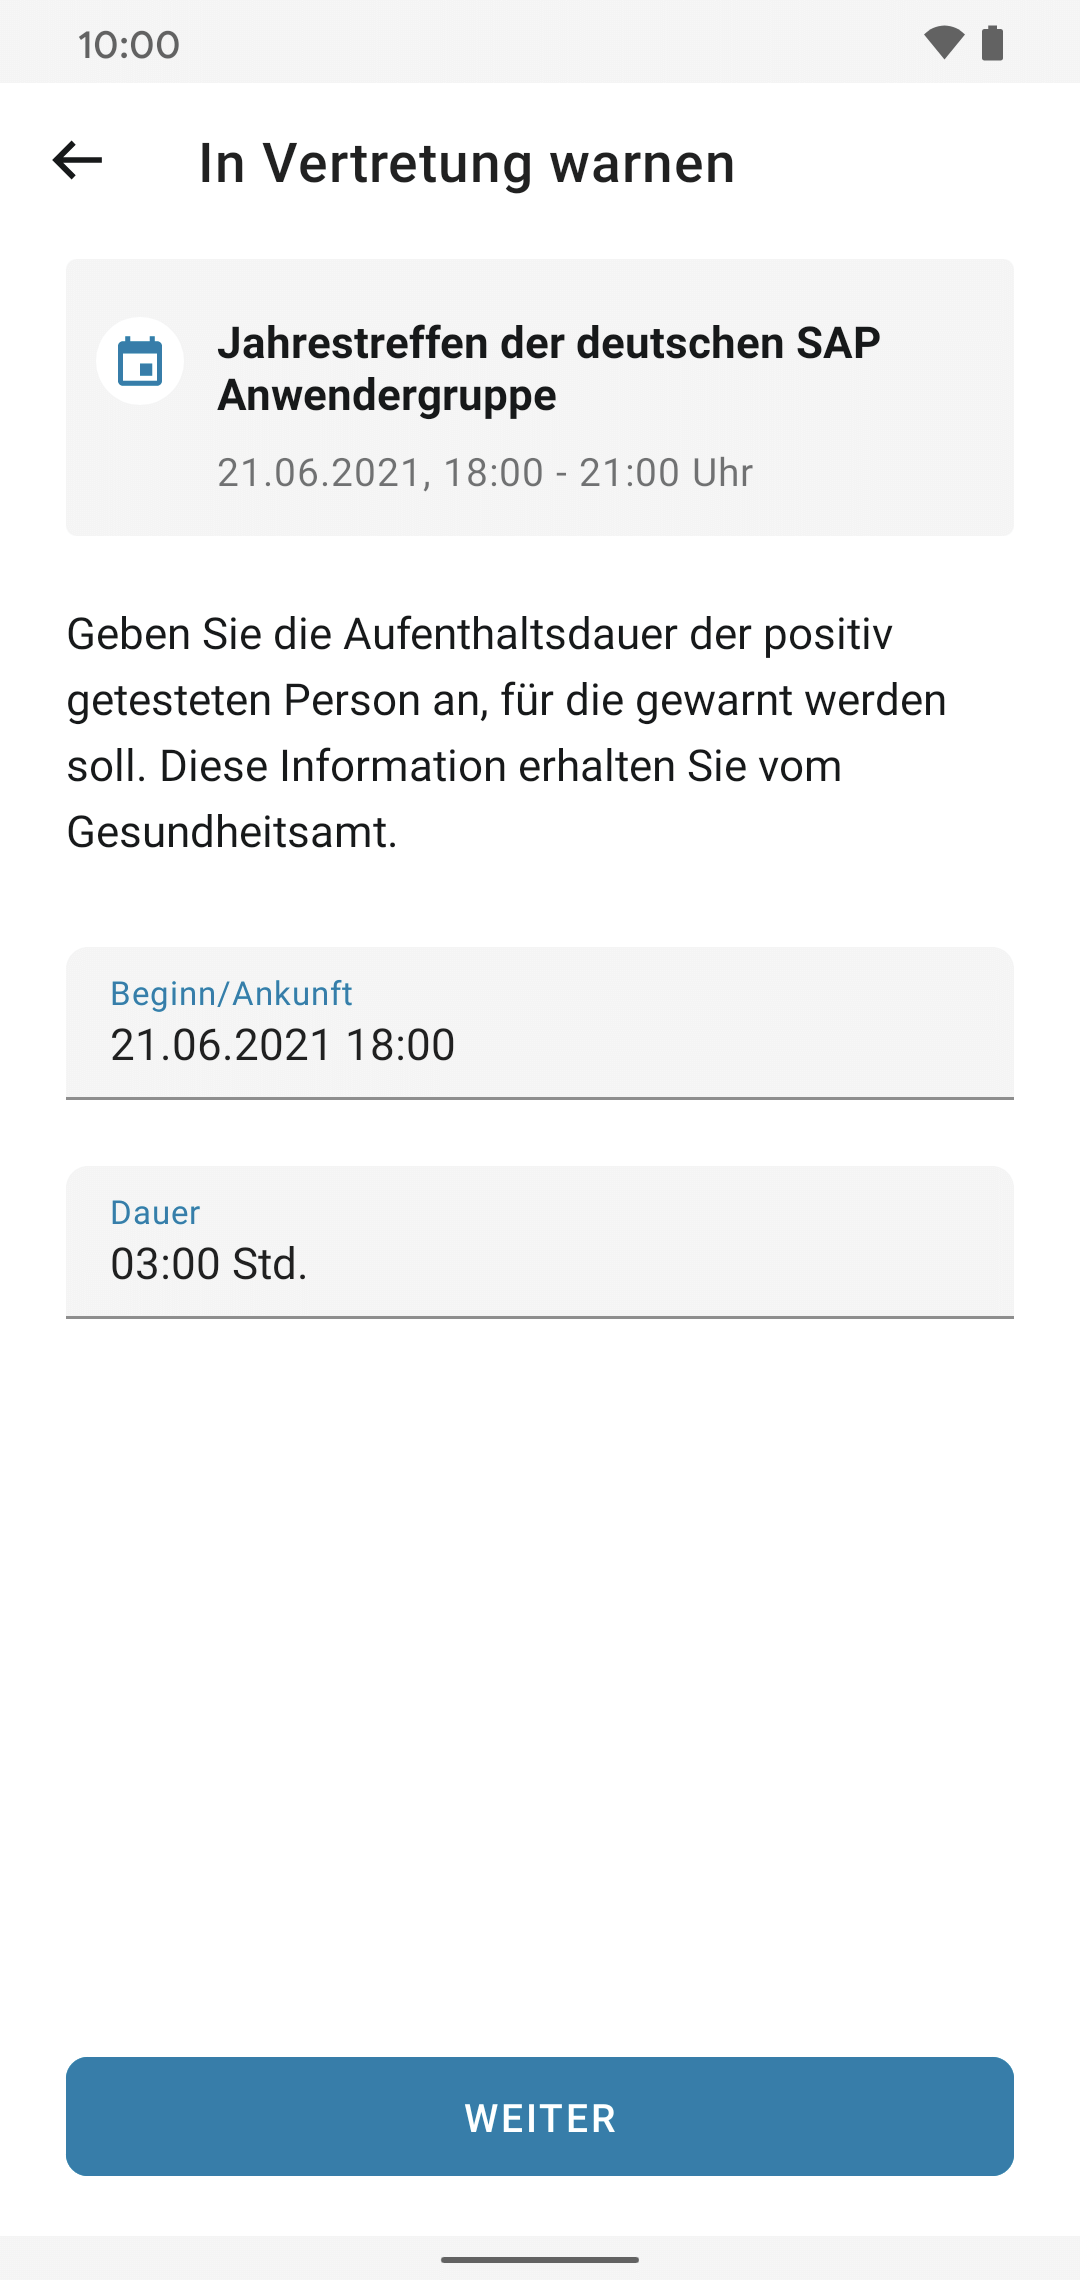 10:00
In Vertretung warnen
Jahrestreffen der deutschen SAP
Anwendergruppe
21.06.2021, 18:00 - 21:00 Uhr
Geben Sie die Aufenthaltsdauer der positiv
getesteten Person an, für die gewarnt werden
soll. Diese Information erhalten Sie vom
Gesundheitsamt.
Beginn/Ankunft
21.06.2021 18:00
Dauer
03:00 Std.
WEITER